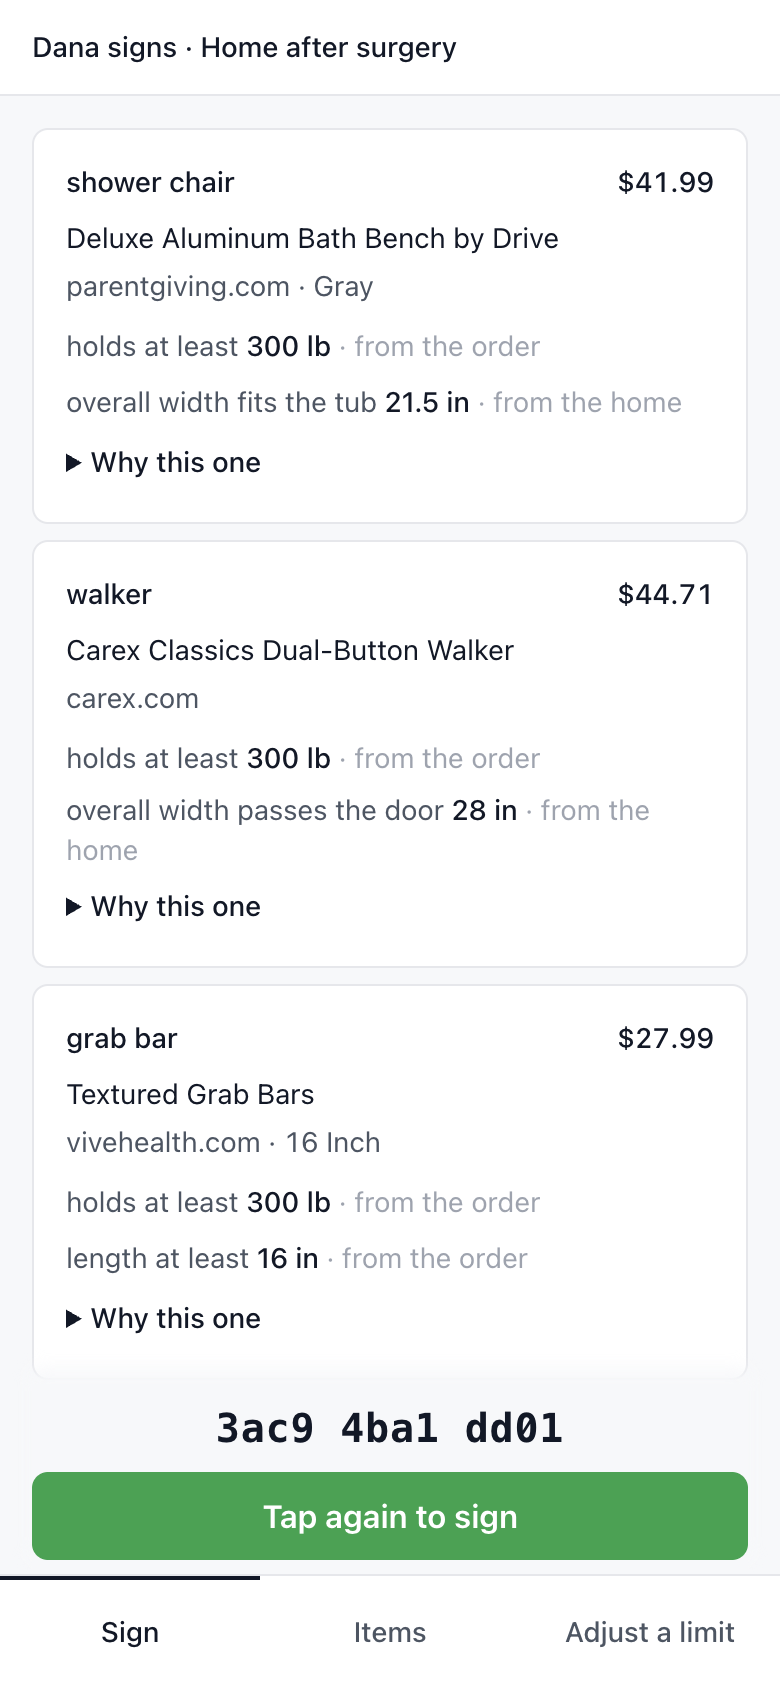 Dana signs · Home after surgery
shower chair $41.99
Deluxe Aluminum Bath Bench by Drive
parentgiving.com · Gray
holds at least 300 lb · from the order
overall width fits the tub 21.5 in · from the home
▶ Why this one
walker $44.71
Carex Classics Dual-Button Walker
carex.com
holds at least 300 lb · from the order
overall width passes the door 28 in · from the
home
▶ Why this one
grab bar $27.99
Textured Grab Bars
vivehealth.com · 16 Inch
holds at least 300 lb · from the order
length at least 16 in · from the order
▶ Why this one
3ac9 4ba1 dd01
Tap again to sign
Sign Items Adjust a limit